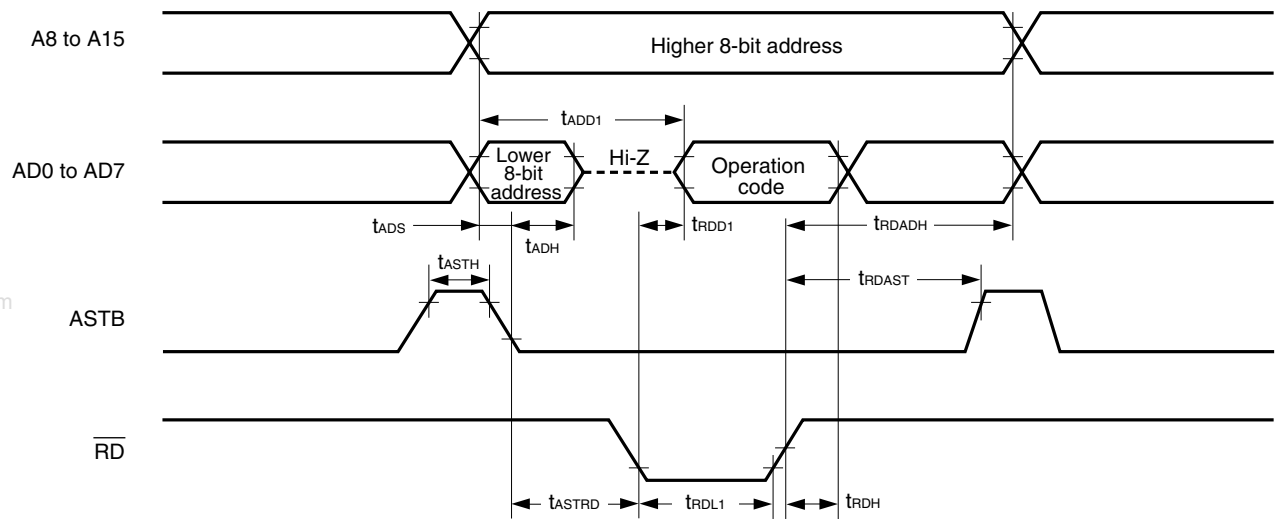 A8 to A15
Higher 8-bit address
tADD1
AD0 to AD7
Lower
8-bit
address
Hi-Z
Operation
code
tADS
tADH
tRDD1
tRDADH
tASTH
tRDAST
m
ASTB
RD
tASTRD
tRDL1
tRDH